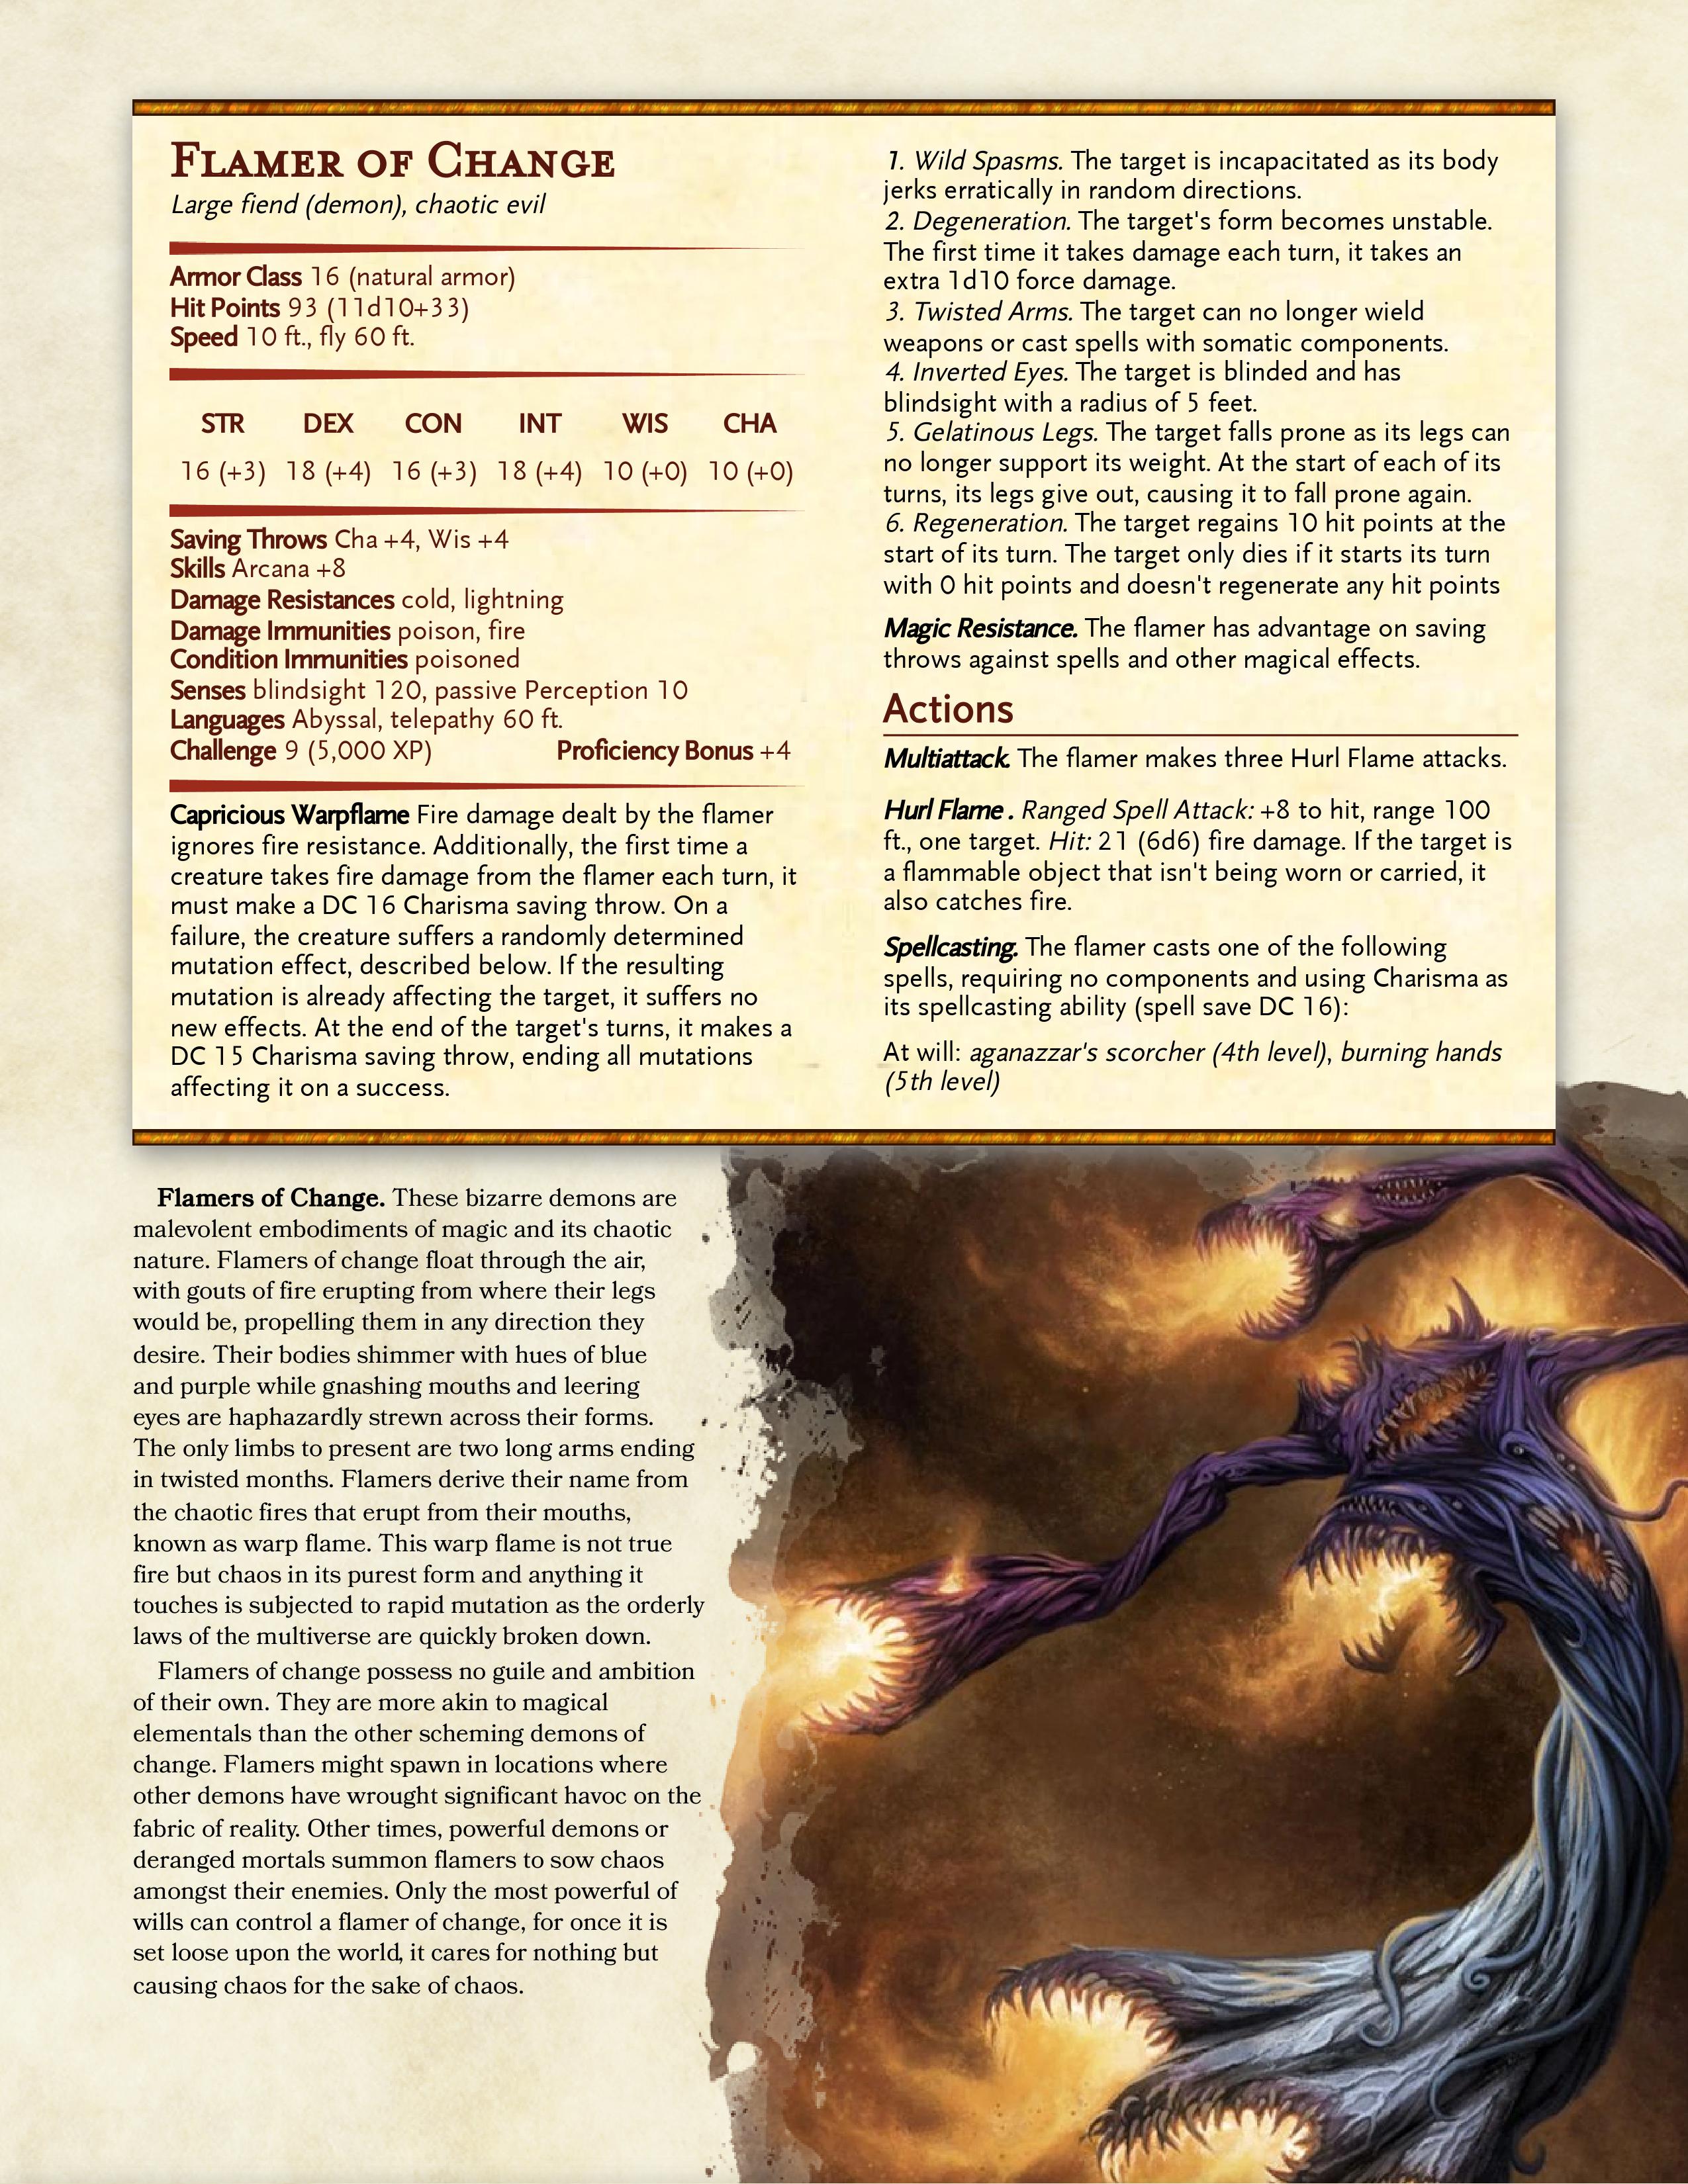 Flamer of Change
Large fiend (demon), chaotic evil
Armor Class 16 (natural armor)
Hit Points 93 (11d10+33)
Speed 10 ft., fly 60 ft.
STR DEX CON INT WIS CHA
16 (+3) 18 (+4) 16 (+3) 18 (+4) 10 (+0) 10 (+0)
Saving Throws Cha +4, Wis +4
Skills Arcana +8
Damage Resistances cold, lightning
Damage Immunities poison, fire
Condition Immunities poisoned
Senses blindsight 120, passive Perception 10
Languages Abyssal, telepathy 60 ft.
Challenge 9 (5,000 XP) Proficiency Bonus +4
Capricious Warpflame Fire damage dealt by the flamer
ignores fire resistance. Additionally, the first time a
creature takes fire damage from the flamer each turn, it
must make a DC 16 Charisma saving throw. On a
failure, the creature suffers a randomly determined
mutation effect, described below. If the resulting
mutation is already affecting the target, it suffers no
new effects. At the end of the target's turns, it makes a
DC 15 Charisma saving throw, ending all mutations
affecting it on a success.
1. Wild Spasms. The target is incapacitated as its body
jerks erratically in random directions.
2. Degeneration. The target's form becomes unstable.
The first time it takes damage each turn, it takes an
extra 1d10 force damage.
3. Twisted Arms. The target can no longer wield
weapons or cast spells with somatic components.
4. Inverted Eyes. The target is blinded and has
blindsight with a radius of 5 feet.
5. Gelatinous Legs. The target falls prone as its legs can
no longer support its weight. At the start of each of its
turns, its legs give out, causing it to fall prone again.
6. Regeneration. The target regains 10 hit points at the
start of its turn. The target only dies if it starts its turn
with 0 hit points and doesn't regenerate any hit points
Magic Resistance. The flamer has advantage on saving
throws against spells and other magical effects.
Actions
Multiattack. The flamer makes three Hurl Flame attacks.
Hurl Flame . Ranged Spell Attack: +8 to hit, range 100
ft., one target. Hit: 21 (6d6) fire damage. If the target is
a flammable object that isn't being worn or carried, it
also catches fire.
Spellcasting. The flamer casts one of the following
spells, requiring no components and using Charisma as
its spellcasting ability (spell save DC 16):
At will: aganazzar's scorcher (4th level), burning hands
(5th level)
Flamers of Change. These bizarre demons are
malevolent embodiments of magic and its chaotic
nature. Flamers of change float through the air,
with gouts of fire erupting from where their legs
would be, propelling them in any direction they
desire. Their bodies shimmer with hues of blue
and purple while gnashing mouths and leering
eyes are haphazardly strewn across their forms.
The only limbs to present are two long arms ending
in twisted months. Flamers derive their name from
the chaotic fires that erupt from their mouths,
known as warp flame. This warp flame is not true
fire but chaos in its purest form and anything it
touches is subjected to rapid mutation as the orderly
laws of the multiverse are quickly broken down.
Flamers of change possess no guile and ambition
of their own. They are more akin to magical
elementals than the other scheming demons of
change. Flamers might spawn in locations where
other demons have wrought significant havoc on the
fabric of reality. Other times, powerful demons or
deranged mortals summon flamers to sow chaos
amongst their enemies. Only the most powerful of
wills can control a flamer of change, for once it is
set loose upon the world, it cares for nothing but
causing chaos for the sake of chaos.